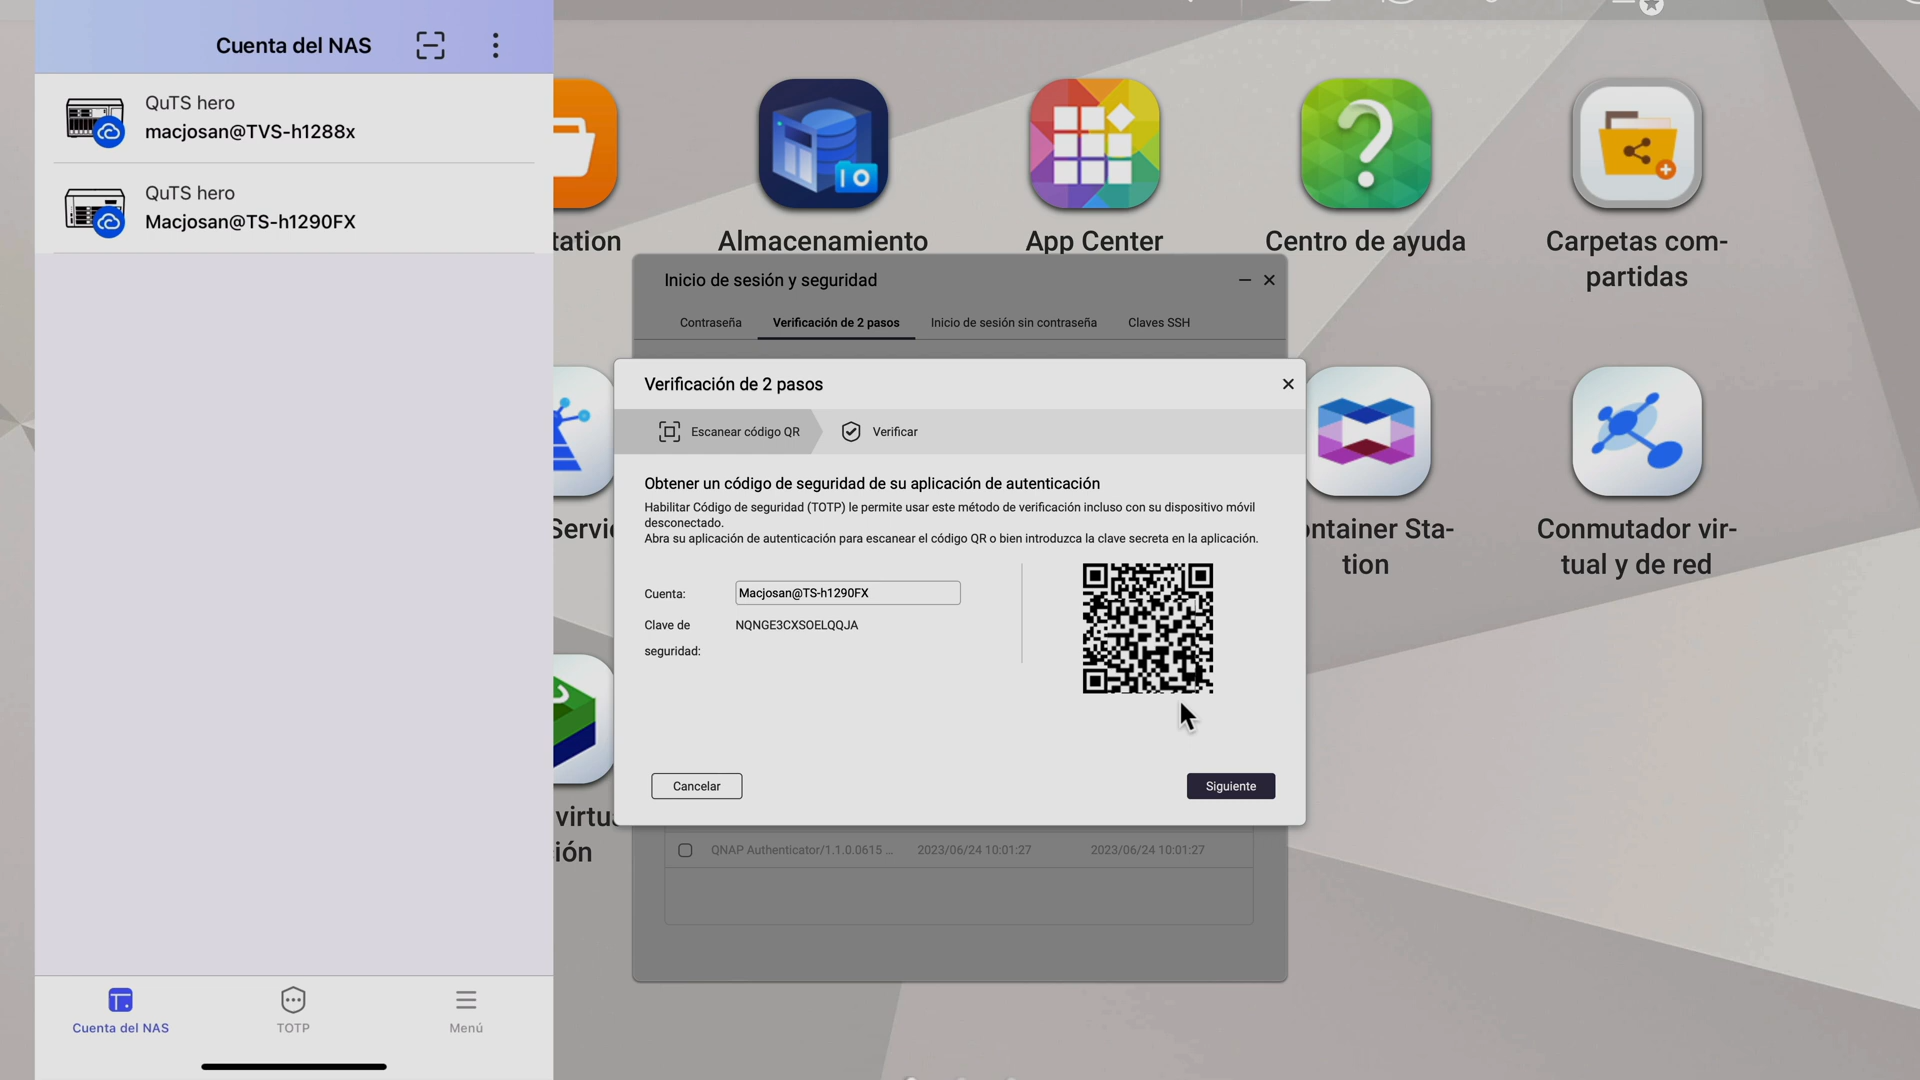 Cuenta del NAS
QuTS hero
macjosan@TVS-h1288x
QuTS hero
Macjosan@TS-h1290FX
Cuenta del NAS
TOTP
Menú
tation
Almacenamiento
App Center
Centro de ayuda
Carpetas com-
partidas
Servi
ntainer Sta-
tion
Conmutador vir-
tual y de red
virtu
ión
Inicio de sesión y seguridad
Contraseña
Verificación de 2 pasos
Inicio de sesión sin contraseña
Claves SSH
Verificación de 2 pasos
Escanear código QR
Verificar
Obtener un código de seguridad de su aplicación de autenticación
Habilitar Código de seguridad (TOTP) le permite usar este método de verificación incluso con su dispositivo móvil
desconectado.
Abra su aplicación de autenticación para escanear el código QR o bien introduzca la clave secreta en la aplicación.
Cuenta:
Macjosan@TS-h1290FX
Clave de
seguridad:
NQNGE3CXSOELQQJA
Cancelar
Siguiente
QNAP Authenticator/1.1.0.0615 ...
2023/06/24 10:01:27
2023/06/24 10:01:27